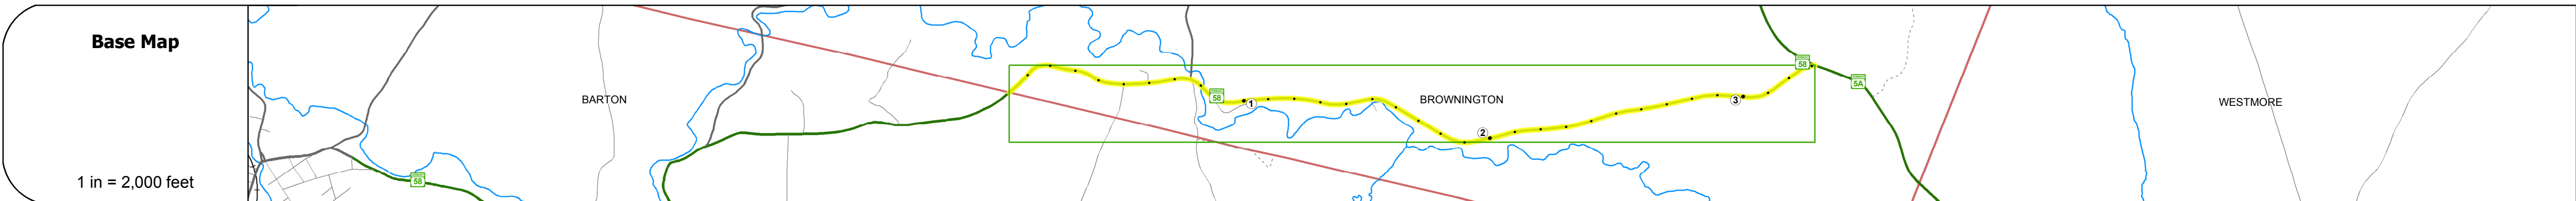 Base Map
1 in = 2,000 feet
58
BARTON
58
1
BROWNINGTON
2
3
58
5A
WESTMORE